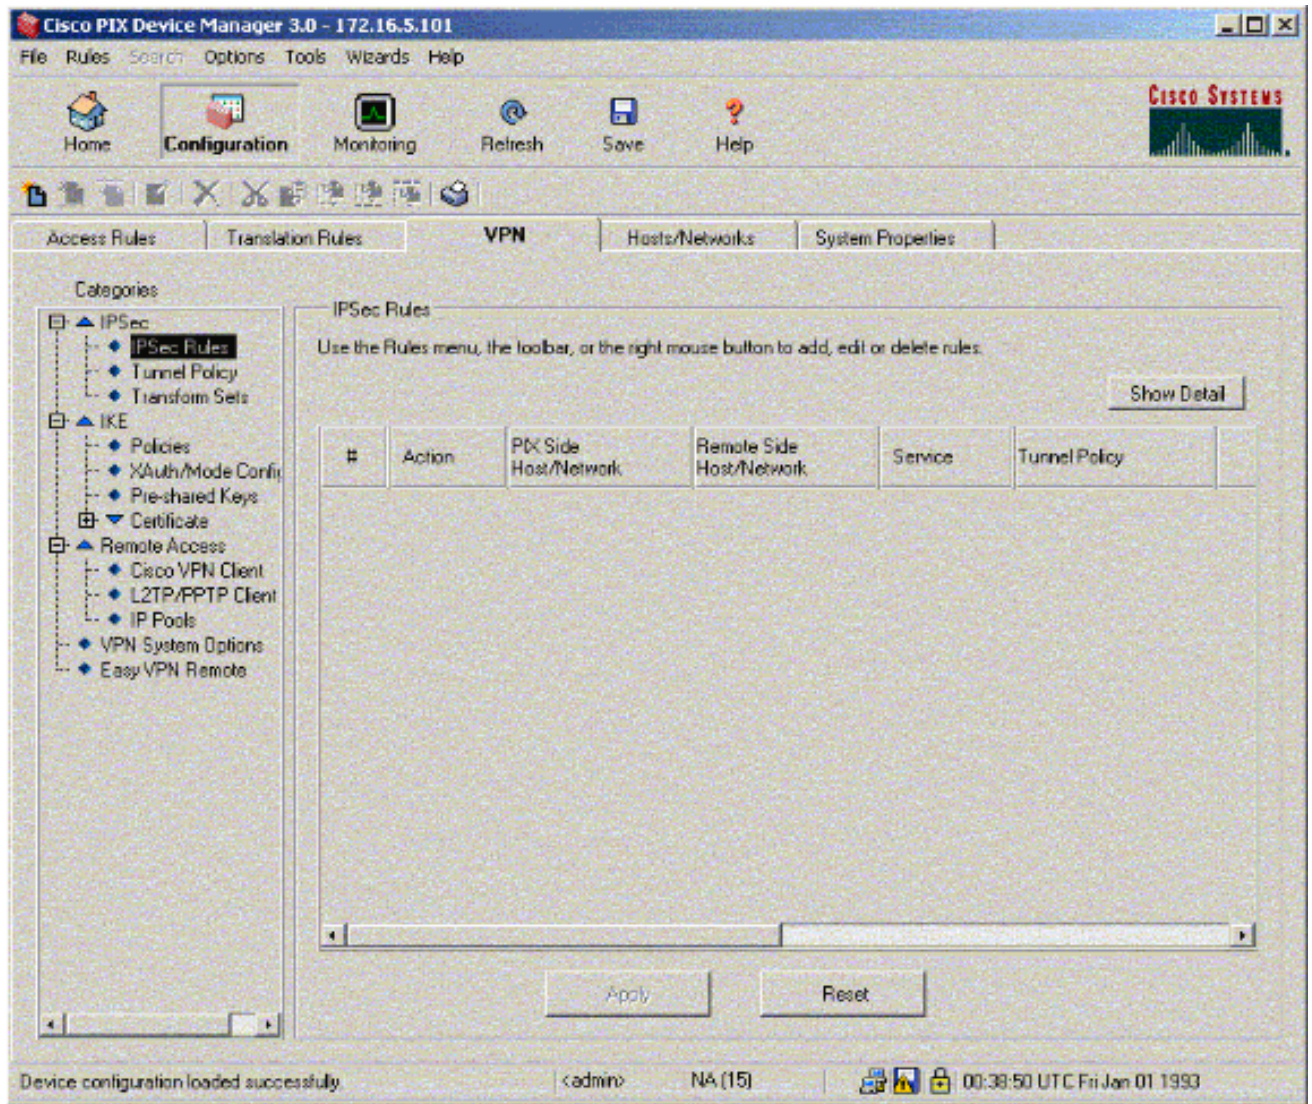 Cisco PIX Device Manager 3.0 - 172.16.5.101
File Rules Search Options Tools Wizards Help
Home Configuration Monitoring Refresh Save Help
CISCO SYSTEMS
Access Rules Translation Rules VPN Hosts/Networks System Properties
Categories
IPSec
IPSec Rules
Tunnel Policy
Transform Sets
IKE
Policies
XAuth/Mode Config
Pre-shared Keys
Certificate
Remote Access
Cisco VPN Client
L2TP/PPTP Client
IP Pools
VPN System Options
Easy VPN Remote
IPSec Rules
Use the Rules menu, the toolbar, or the right mouse button to add, edit or delete rules.
Show Detail
# Action PIX Side Host/Network Remote Side Host/Network Service Tunnel Policy
Apply Reset
Device configuration loaded successfully. <admin> NA (15) 00:38:50 UTC Fri Jan 01 1993